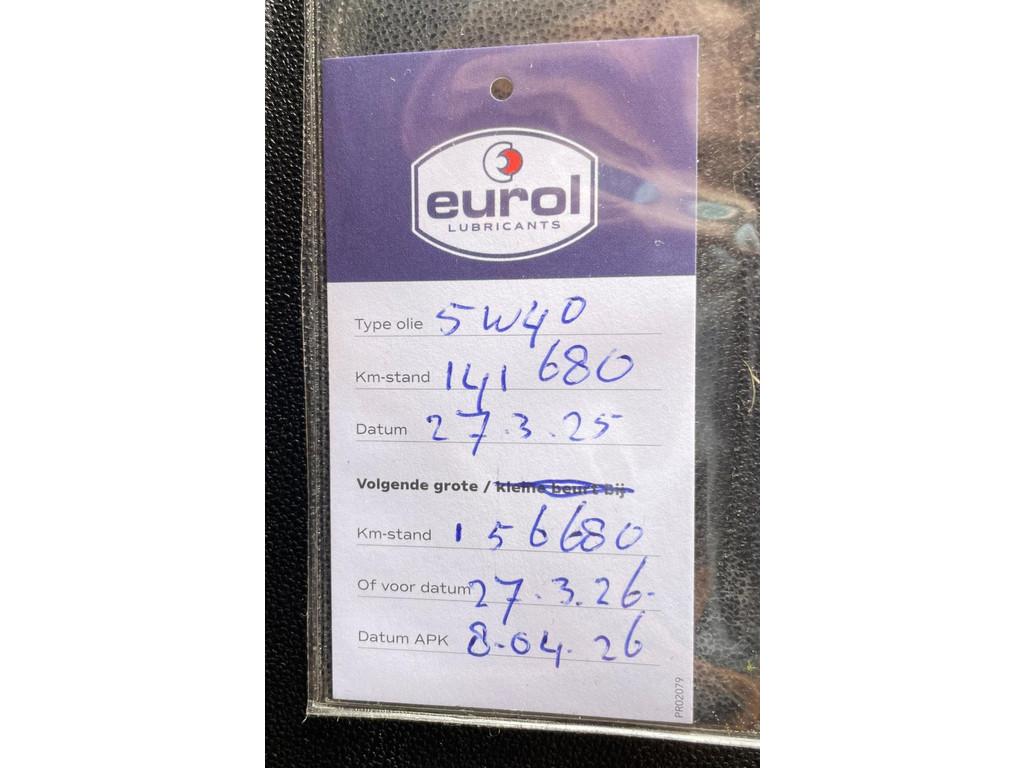 eurol
LUBRICANTS
Type olie 5W40
Km-stand 141 680
Datum 27.3.25
Volgende grote / kleine beurt Bij
Km-stand 156680
Of voor datum 27.3.26.
Datum APK 8-04.26
PR02079